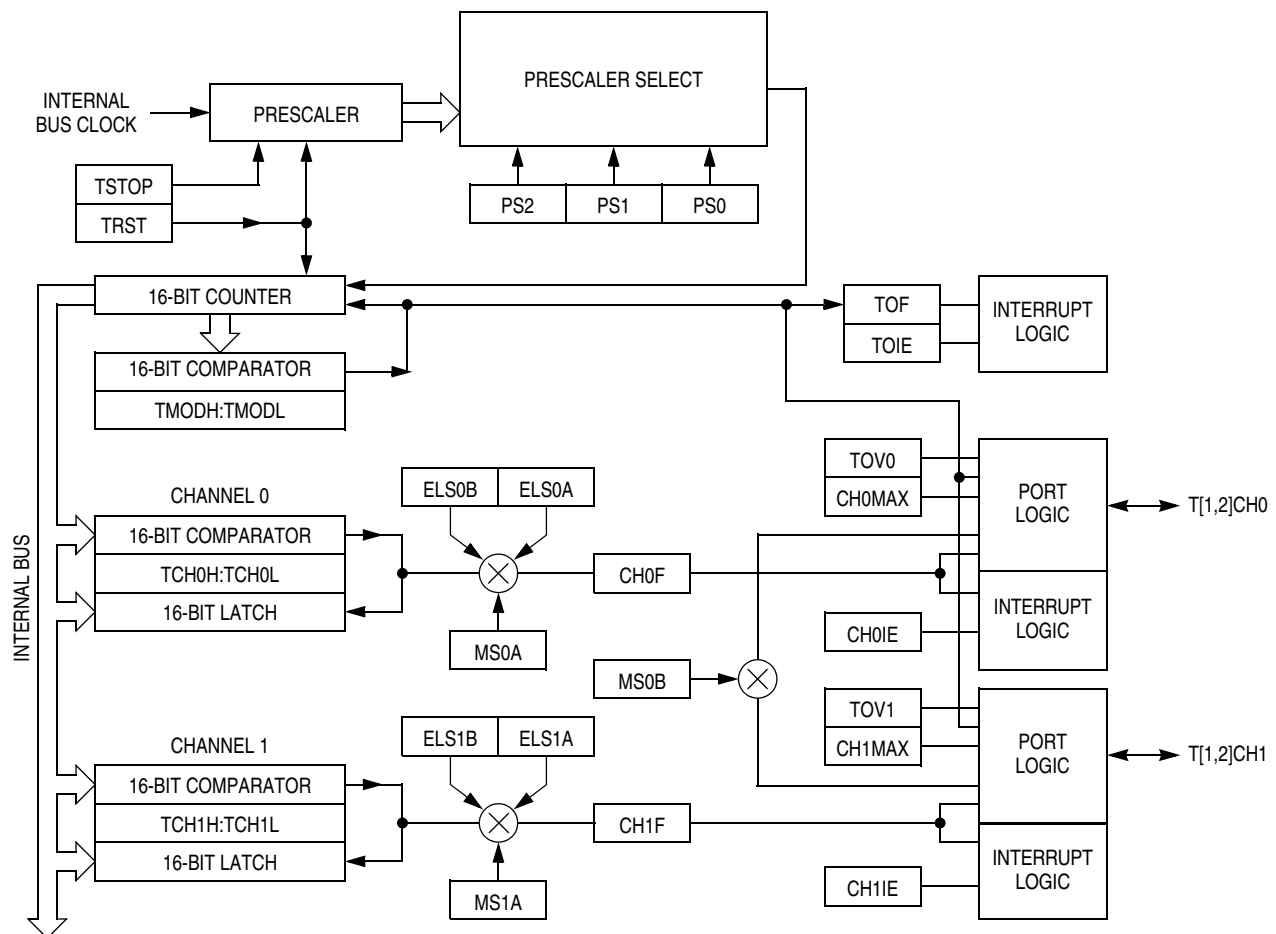 PRESCALER SELECT
INTERNAL
BUS CLOCK
PRESCALER
TSTOP
TRST
PS2
PS1
PS0
16-BIT COUNTER
TOF
TOIE
INTERRUPT
LOGIC
16-BIT COMPARATOR
TMODH:TMODL
TOV0
CH0MAX
PORT
LOGIC
T[1,2]CH0
CHANNEL 0
ELS0B
ELS0A
16-BIT COMPARATOR
TCH0H:TCH0L
16-BIT LATCH
CH0F
INTERRUPT
LOGIC
CH0IE
MS0A
MS0B
INTERNAL BUS
TOV1
CH1MAX
PORT
LOGIC
T[1,2]CH1
CHANNEL 1
ELS1B
ELS1A
16-BIT COMPARATOR
TCH1H:TCH1L
16-BIT LATCH
CH1F
INTERRUPT
LOGIC
CH1IE
MS1A